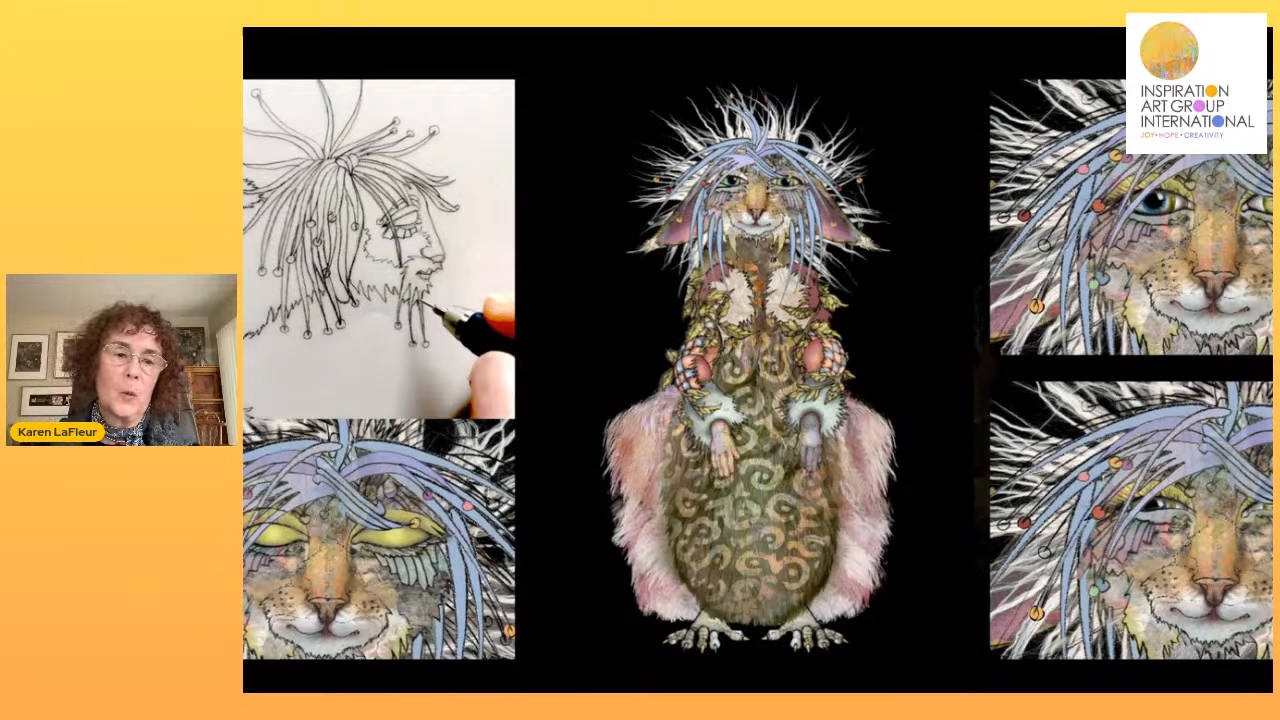 INSPIRATION
ART GROUP
INTERNATIONAL
JOY•HOPE•CREATIVITY
Karen LaFleur